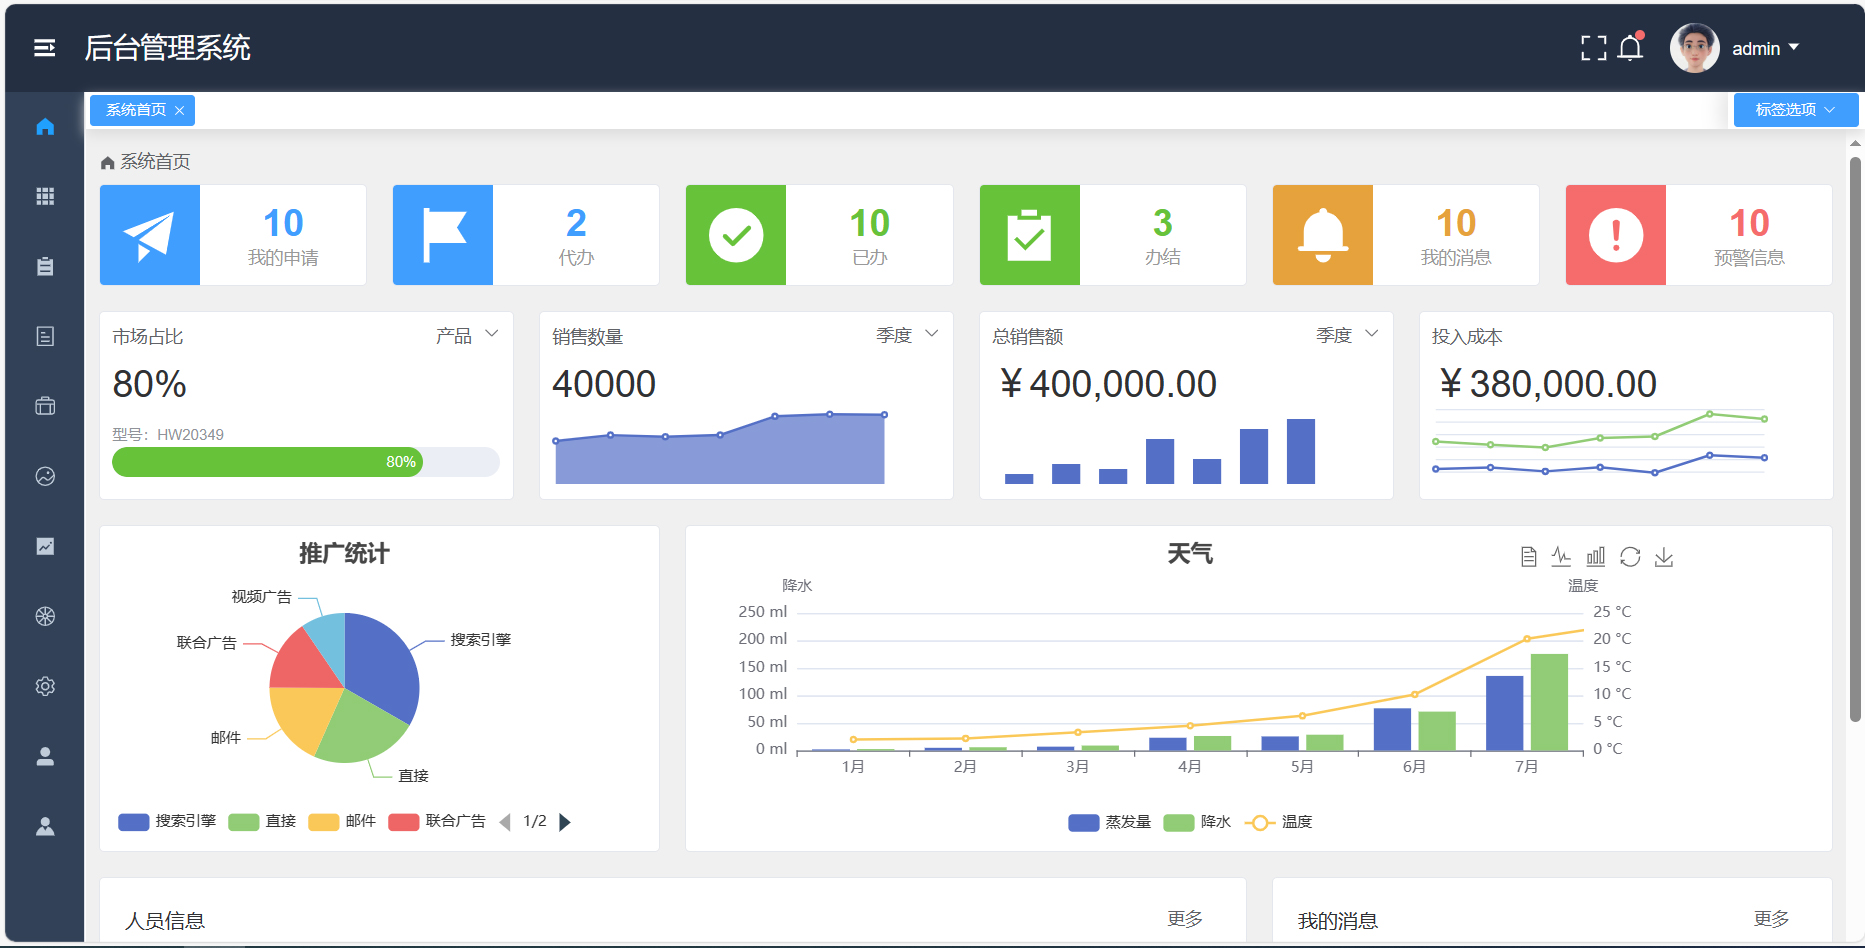 后台管理系统
admin
系统首页
标签选项
系统首页
10
我的申请
2
代办
10
已办
3
办结
10
我的消息
10
预警信息
市场占比
产品
80%
型号：HW20349
80%
销售数量
季度
40000
总销售额
季度
￥400,000.00
投入成本
￥380,000.00
推广统计
视频广告
联合广告
搜索引擎
邮件
直接
搜索引擎
直接
邮件
联合广告
1/2
天气
降水
温度
250 ml
25 °C
200 ml
20 °C
150 ml
15 °C
100 ml
10 °C
50 ml
5 °C
0 ml
0 °C
1月
2月
3月
4月
5月
6月
7月
蒸发量
降水
温度
人员信息
更多
我的消息
更多